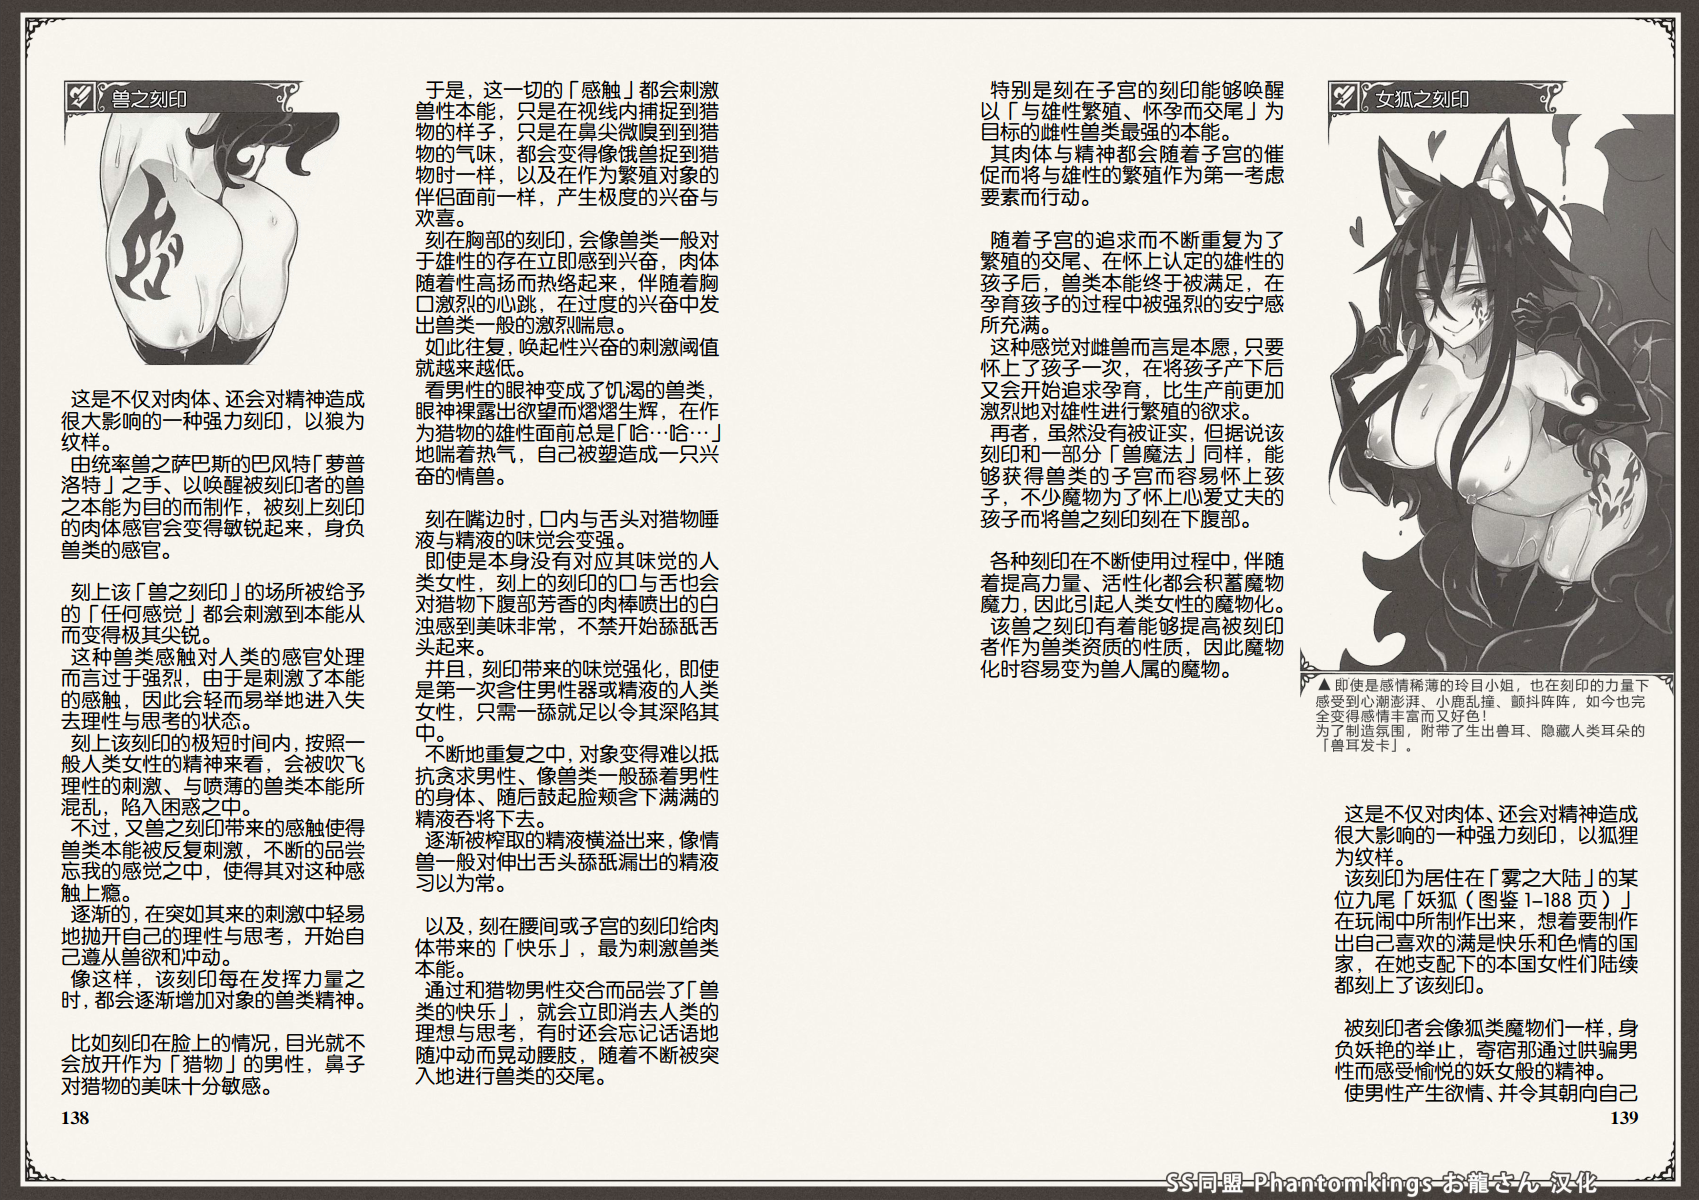 兽之刻印
这是不仅对肉体、还会对精神造成
很大影响的一种强力刻印，以狼为
纹样。
由统率兽之萨巴斯的巴风特「萝普
洛特」之手、以唤醒被刻印者的兽
之本能为目的而制作，被刻上刻印
的肉体感官会变得敏锐起来，身负
兽类的感官。
刻上该「兽之刻印」的场所被给予
的「任何感觉」都会刺激到本能从
而变得极其尖锐。
这种兽类感触对人类的感官处理
而言过于强烈，由于是刺激了本能
的感触，因此会轻而易举地进入失
去理性与思考的状态。
刻上该刻印的极短时间内，按照一
般人类女性的精神来看，会被吹飞
理性的刺激、与喷薄的兽类本能所
混乱，陷入困惑之中。
不过，又兽之刻印带来的感触使得
兽类本能被反复刺激，不断的品尝
忘我的感觉之中，使得其对这种感
触上瘾。
逐渐的，在突如其来的刺激中轻易
地抛开自己的理性与思考，开始自
己遵从兽欲和冲动。
像这样，该刻印每在发挥力量之
时，都会逐渐增加对象的兽类精神。
比如刻印在脸上的情况，目光就不
会放开作为「猎物」的男性，鼻子
对猎物的美味十分敏感。
138
于是，这一切的「感触」都会刺激
兽性本能，只是在视线内捕捉到猎
物的样子，只是在鼻尖微嗅到到猎
物的气味，都会变得像饿兽捉到猎
物时一样，以及在作为繁殖对象的
伴侣面前一样，产生极度的兴奋与
欢喜。
刻在胸部的刻印，会像兽类一般对
于雄性的存在立即感到兴奋，肉体
随着性高扬而热络起来，伴随着胸
口激烈的心跳，在过度的兴奋中发
出兽类一般的激烈喘息。
如此往复，唤起性兴奋的刺激阈值
就越来越低。
看男性的眼神变成了饥渴的兽类，
眼神裸露出欲望而熠熠生辉，在作
为猎物的雄性面前总是「哈…哈…」
地喘着热气，自己被塑造成一只兴
奋的情兽。
刻在嘴边时，口内与舌头对猎物唾
液与精液的味觉会变强。
即使是本身没有对应其味觉的人
类女性，刻上的刻印的口与舌也会
对猎物下腹部芳香的肉棒喷出的白
浊感到美味非常，不禁开始舔舐舌
头起来。
并且，刻印带来的味觉强化，即使
是第一次含住男性器或精液的人类
女性，只需一舔就足以令其深陷其
中。
不断地重复之中，对象变得难以抵
抗贪求男性、像兽类一般舔着男性
的身体、随后鼓起脸颊含下满满的
精液吞将下去。
逐渐被榨取的精液横溢出来，像情
兽一般对伸出舌头舔舐漏出的精液
习以为常。
以及，刻在腰间或子宫的刻印给肉
体带来的「快乐」，最为刺激兽类
本能。
通过和猎物男性交合而品尝了「兽
类的快乐」，就会立即消去人类的
理想与思考，有时还会忘记话语地
随冲动而晃动腰肢，随着不断被突
入地进行兽类的交尾。
特别是刻在子宫的刻印能够唤醒
以「与雄性繁殖、怀孕而交尾」为
目标的雌性兽类最强的本能。
其肉体与精神都会随着子宫的催
促而将与雄性的繁殖作为第一考虑
要素而行动。
随着子宫的追求而不断重复为了
繁殖的交尾、在怀上认定的雄性的
孩子后，兽类本能终于被满足，在
孕育孩子的过程中被强烈的安宁感
所充满。
这种感觉对雌兽而言是本愿，只要
怀上了孩子一次，在将孩子产下后
又会开始追求孕育，比生产前更加
激烈地对雄性进行繁殖的欲求。
再者，虽然没有被证实，但据说该
刻印和一部分「兽魔法」同样，能
够获得兽类的子宫而容易怀上孩
子，不少魔物为了怀上心爱丈夫的
孩子而将兽之刻印刻在下腹部。
各种刻印在不断使用过程中，伴随
着提高力量、活性化都会积蓄魔物
魔力，因此引起人类女性的魔物化。
该兽之刻印有着能够提高被刻印
者作为兽类资质的性质，因此魔物
化时容易变为兽人属的魔物。
女狐之刻印
▲即使是感情稀薄的玲目小姐，也在刻印的力量下
感受到心潮澎湃、小鹿乱撞、颤抖阵阵，如今也完
全变得感情丰富而又好色！
为了制造氛围，附带了生出兽耳、隐藏人类耳朵的
「兽耳发卡」。
这是不仅对肉体、还会对精神造成
很大影响的一种强力刻印，以狐狸
为纹样。
该刻印为居住在「雾之大陆」的某
位九尾「妖狐（图鉴 1-188 页）」
在玩闹中所制作出来，想着要制作
出自己喜欢的满是快乐和色情的国
家，在她支配下的本国女性们陆续
都刻上了该刻印。
被刻印者会像狐类魔物们一样，身
负妖艳的举止，寄宿那通过哄骗男
性而感受愉悦的妖女般的精神。
使男性产生欲情、并令其朝向自己
139
SS同盟 Phantomkings お龍さん 汉化